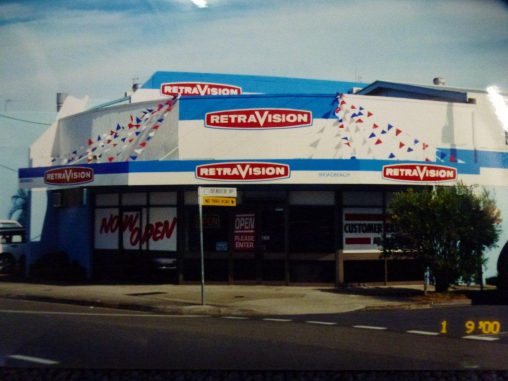 RETRAVISION
RETRAVISION
RETRAVISION
RETRAVISION
RETRAVISION
NOW OPEN
OPEN
PLEASE
ENTER
CUSTOMER
1 9 '00